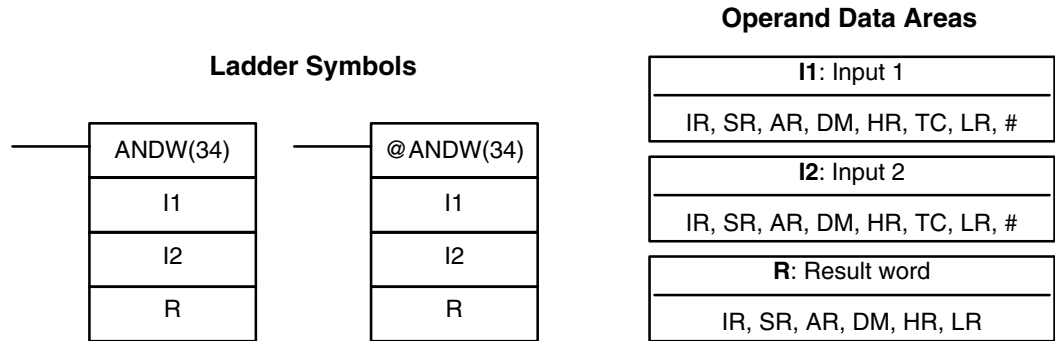 Operand Data Areas
Ladder Symbols
I1: Input 1
IR, SR, AR, DM, HR, TC, LR, #
ANDW(34)
I1
I2
R
@ANDW(34)
I1
I2
R
I2: Input 2
IR, SR, AR, DM, HR, TC, LR, #
R: Result word
IR, SR, AR, DM, HR, LR